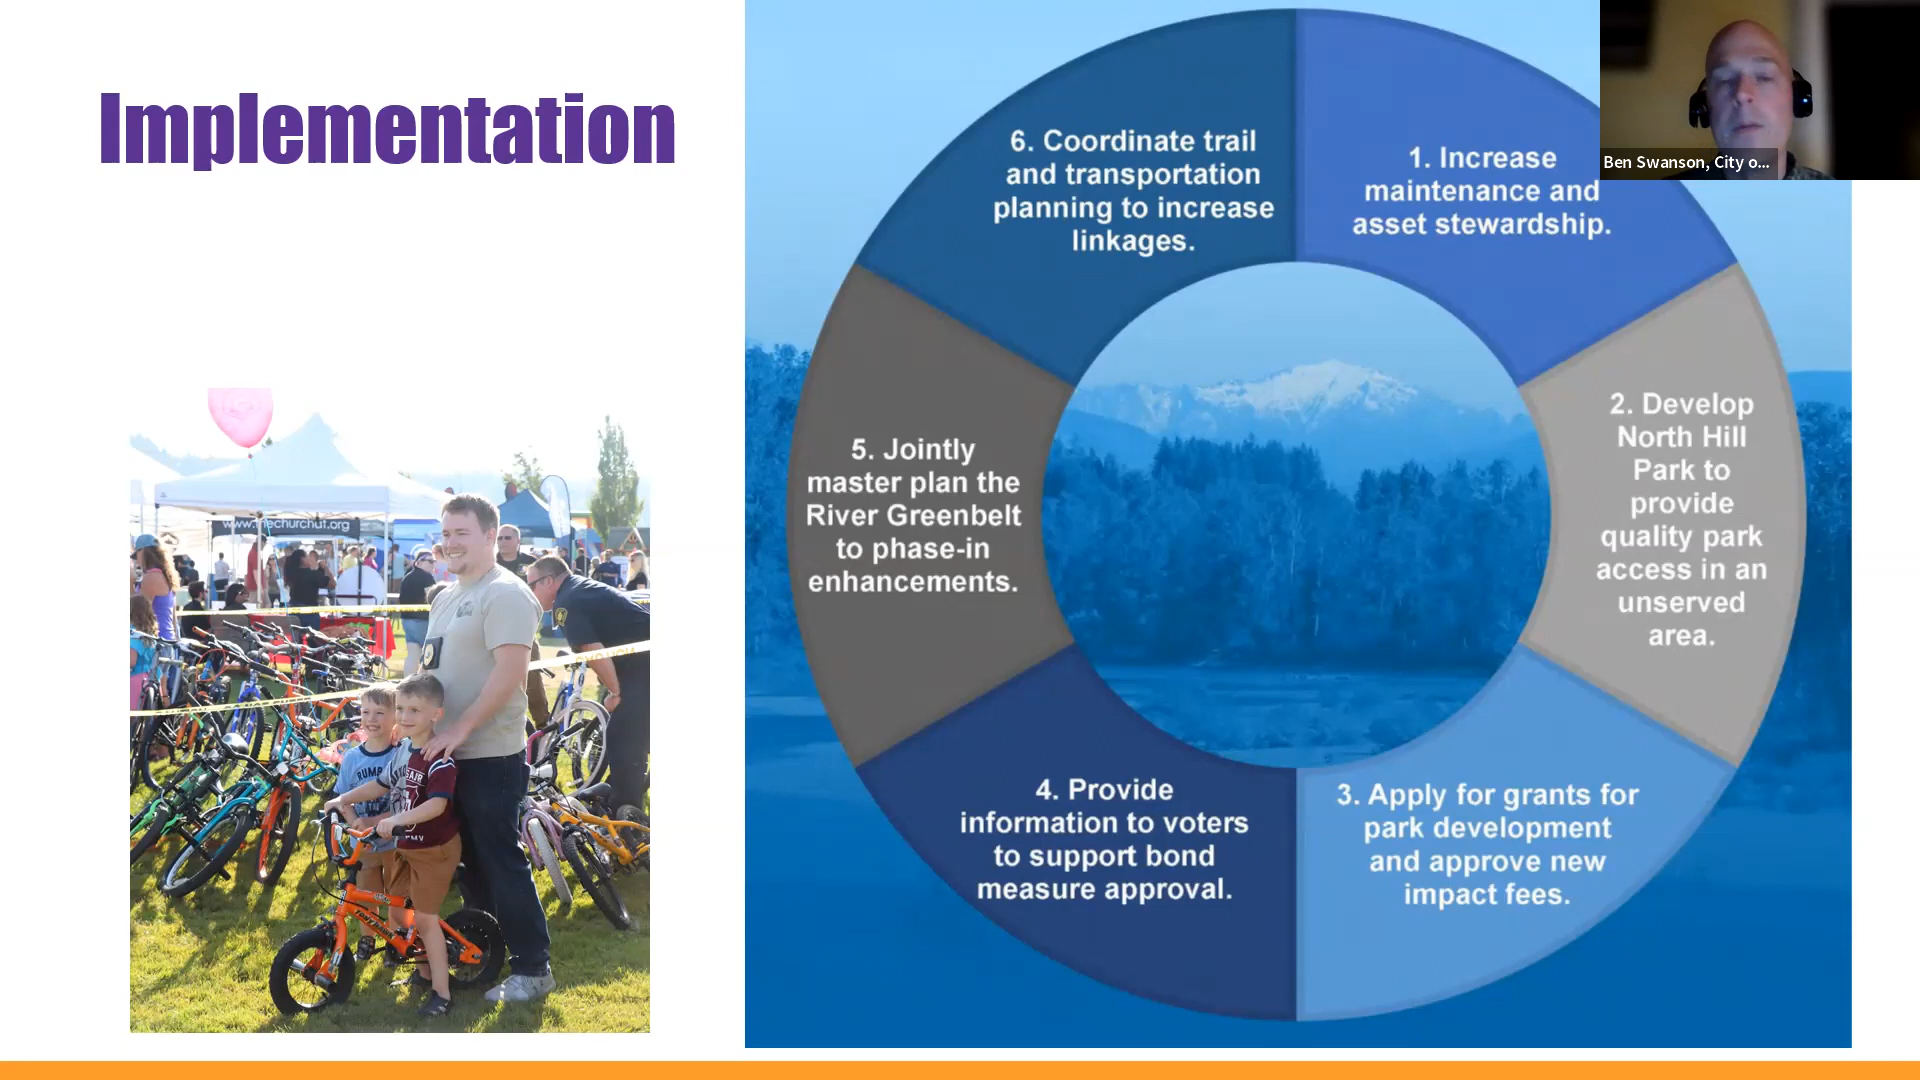 Implementation
6. Coordinate trail
and transportation
planning to increase
linkages.
1. Increase
maintenance and
asset stewardship.
Ben Swanson, City o...
2. Develop
North Hill
Park to
provide
quality park
access in an
unserved
area.
5. Jointly
master plan the
River Greenbelt
to phase-in
enhancements.
4. Provide
information to voters
to support bond
measure approval.
3. Apply for grants for
park development
and approve new
impact fees.
www.thechurchut.org